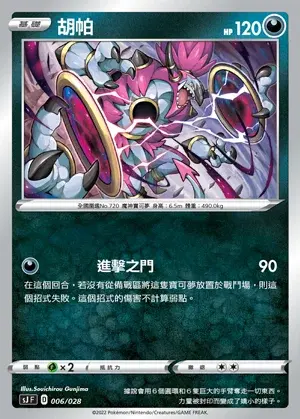 基礎 胡帕 HP 120
全國圖鑑No.720 魔神寶可夢 身高:6.5m 體重:490.0kg
進擊之門 90
在這個回合,若沒有從備戰區將這隻寶可夢放置於戰鬥場,則這個招式失敗。這個招式的傷害不計算弱點。
弱點 ×2 抵抗力 撤退
Illus.Souichirou Gunjima
sJF D 006/028
據說會用6個圓環和6隻巨大的手臂奪走一切東西。
力量被封印而變成了矮小的樣子。
©2022 Pokémon/Nintendo/Creatures/GAME FREAK.